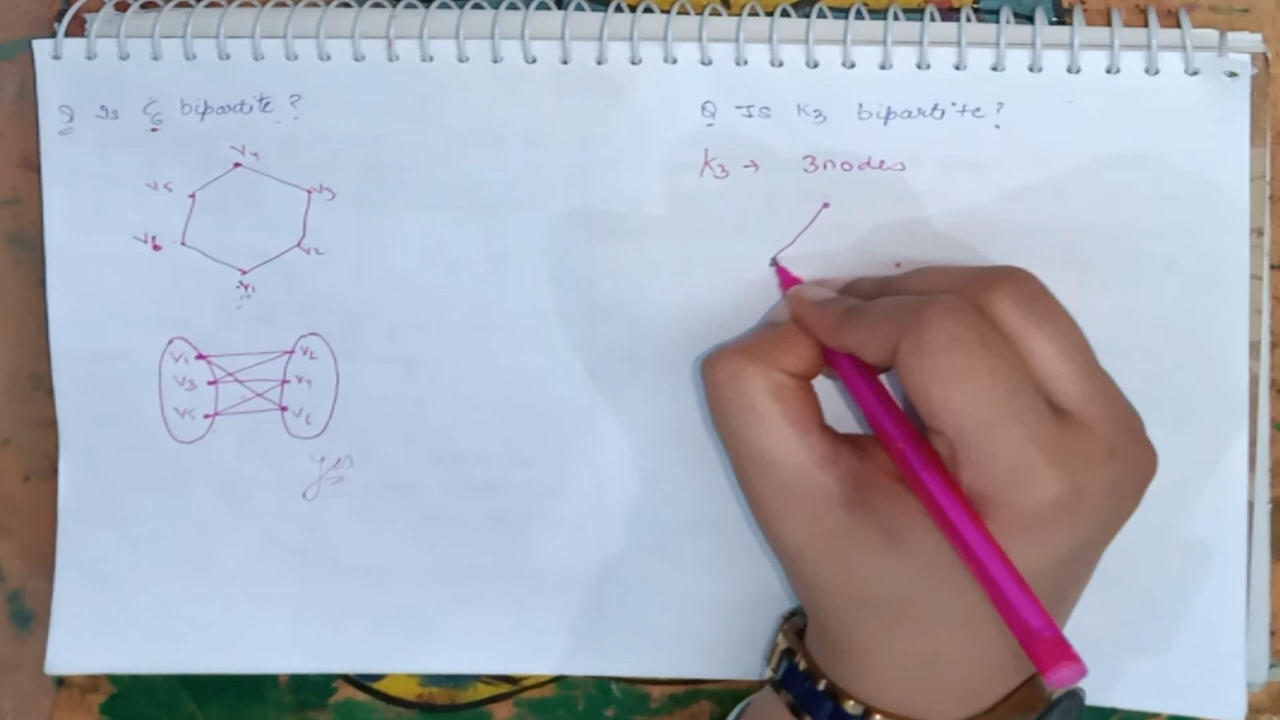 Q Is C6 bipartite?
V4
V5
V3
V6
V2
V1
V1 V2
V3 V4
V5 V6
yes
Q Is K3 bipartite?
K3 → 3nodes